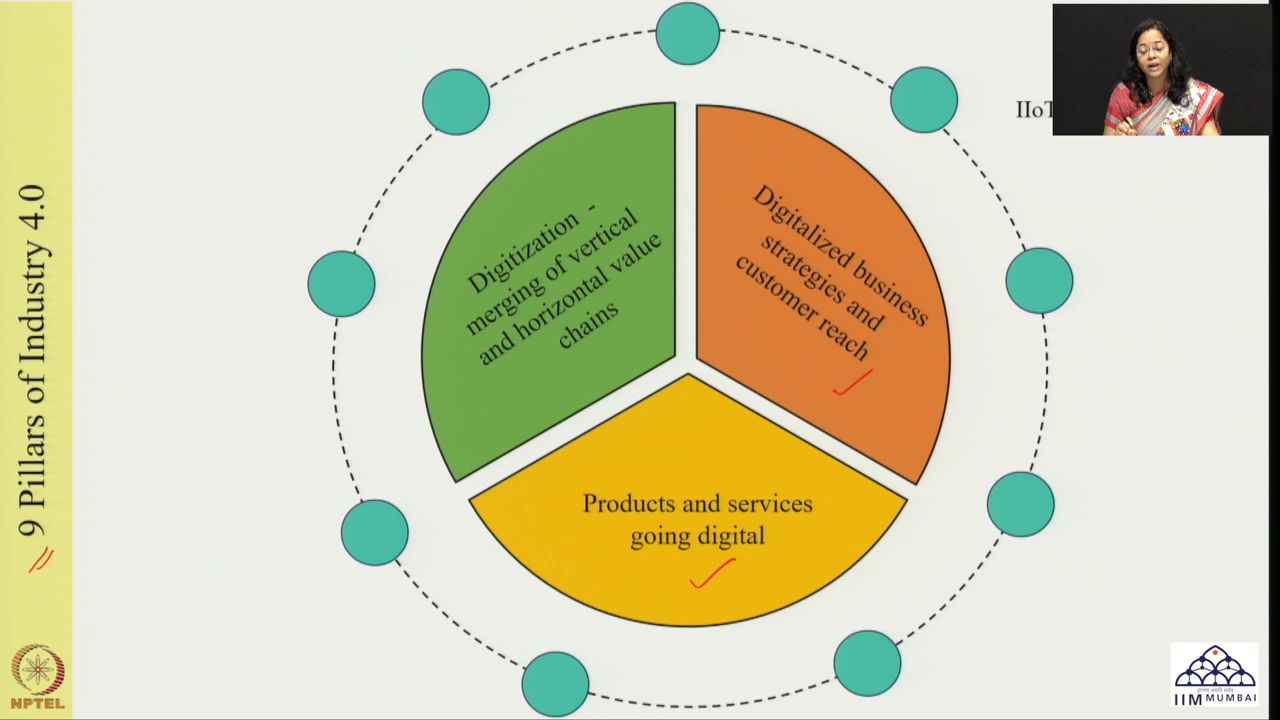 9 Pillars of Industry 4.0
IIoT
Digitization -
merging of vertical
and horizontal value
chains
Digitalized business
strategies and
customer reach
Products and services
going digital
NPTEL
IIM MUMBAI